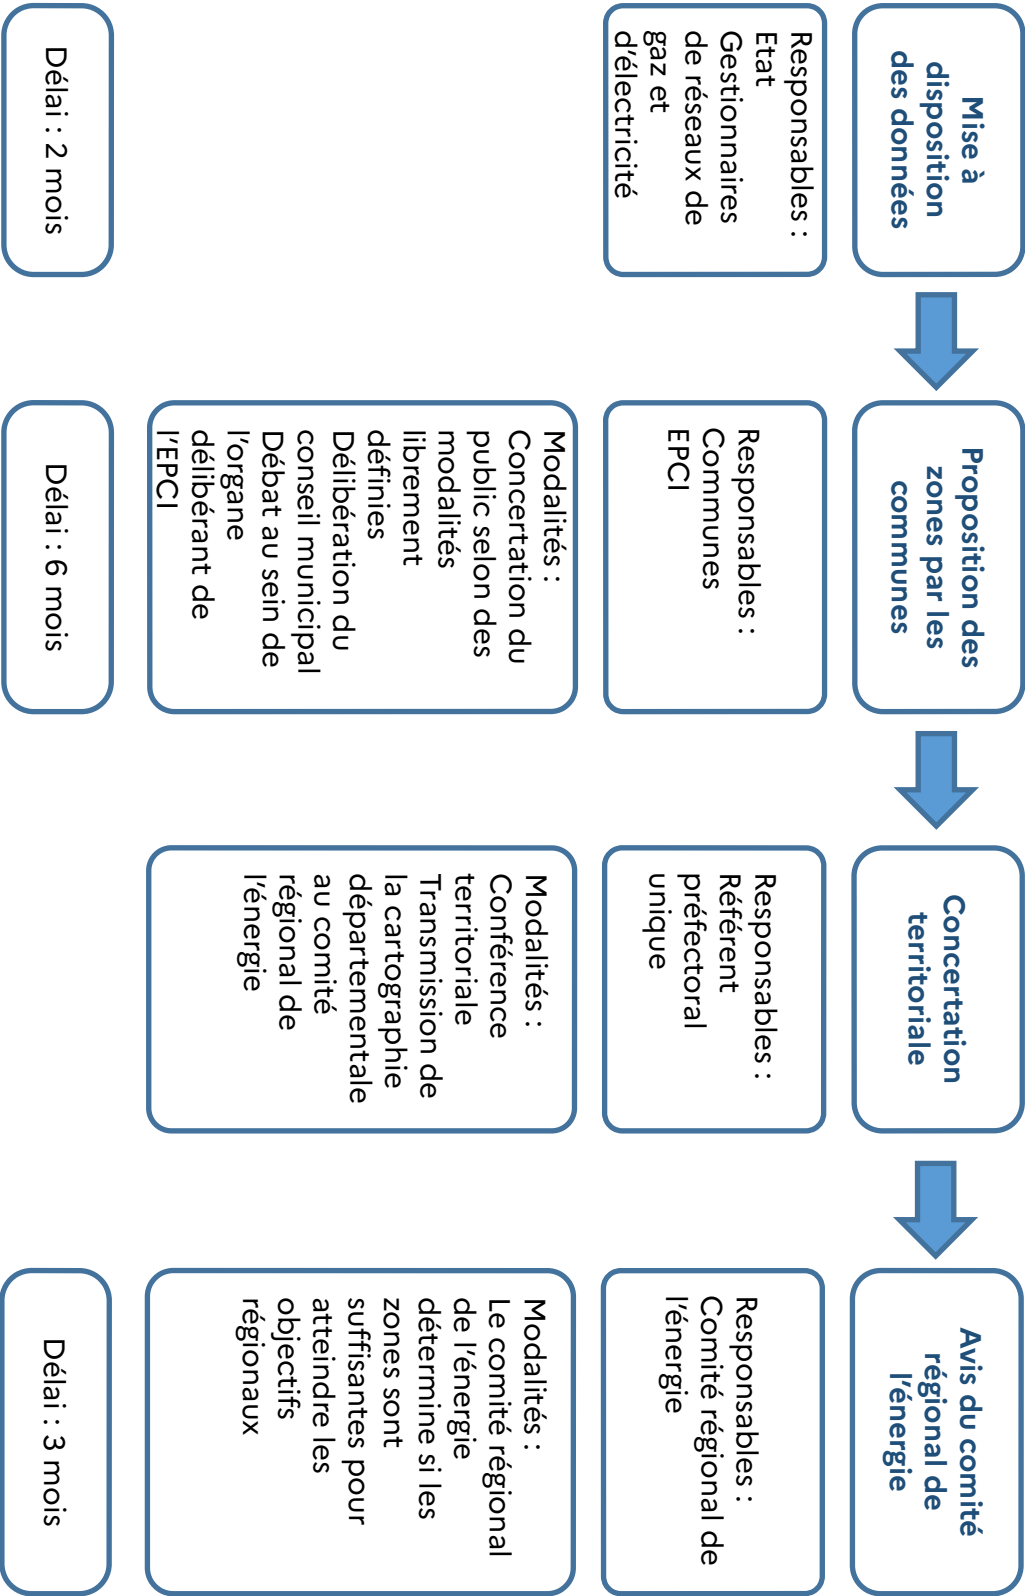 Mise à
disposition
des données
Responsables :
Etat
Gestionnaires
de réseaux de
gaz et
d'électricité
Délai : 2 mois
Proposition des
zones par les
communes
Responsables :
Communes
EPCI
Modalités :
Concertation du
public selon des
modalités
librement
définies
Délibération du
conseil municipal
Débat au sein de
l'organe
délibérant de
l'EPCI
Délai : 6 mois
Concertation
territoriale
Responsables :
Référent
préfectoral
unique
Modalités :
Conférence
territoriale
Transmission de
la cartographie
départementale
au comité
régional de
l'énergie
Avis du comité
régional de
l'énergie
Responsables :
Comité régional de
l'énergie
Modalités :
Le comité régional
de l'énergie
détermine si les
zones sont
suffisantes pour
atteindre les
objectifs
régionaux
Délai : 3 mois